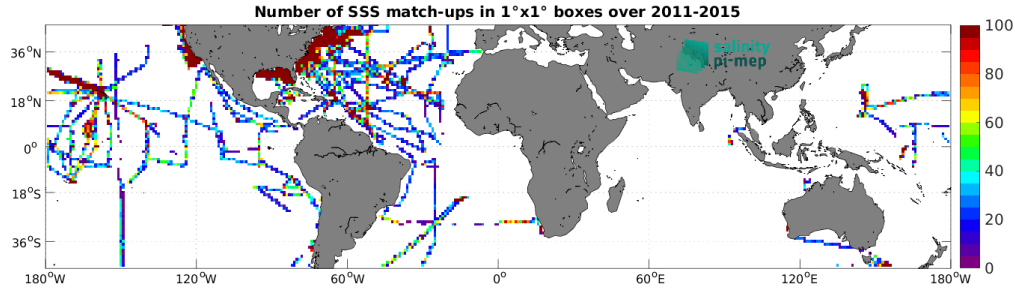 Number of SSS match-ups in 1°x1° boxes over 2011-2015
salinity
pi-mep
36°N
18°N
0°
18°S
36°S
180°W
120°W
60°W
0°
60°E
120°E
180°W
100
80
60
40
20
0